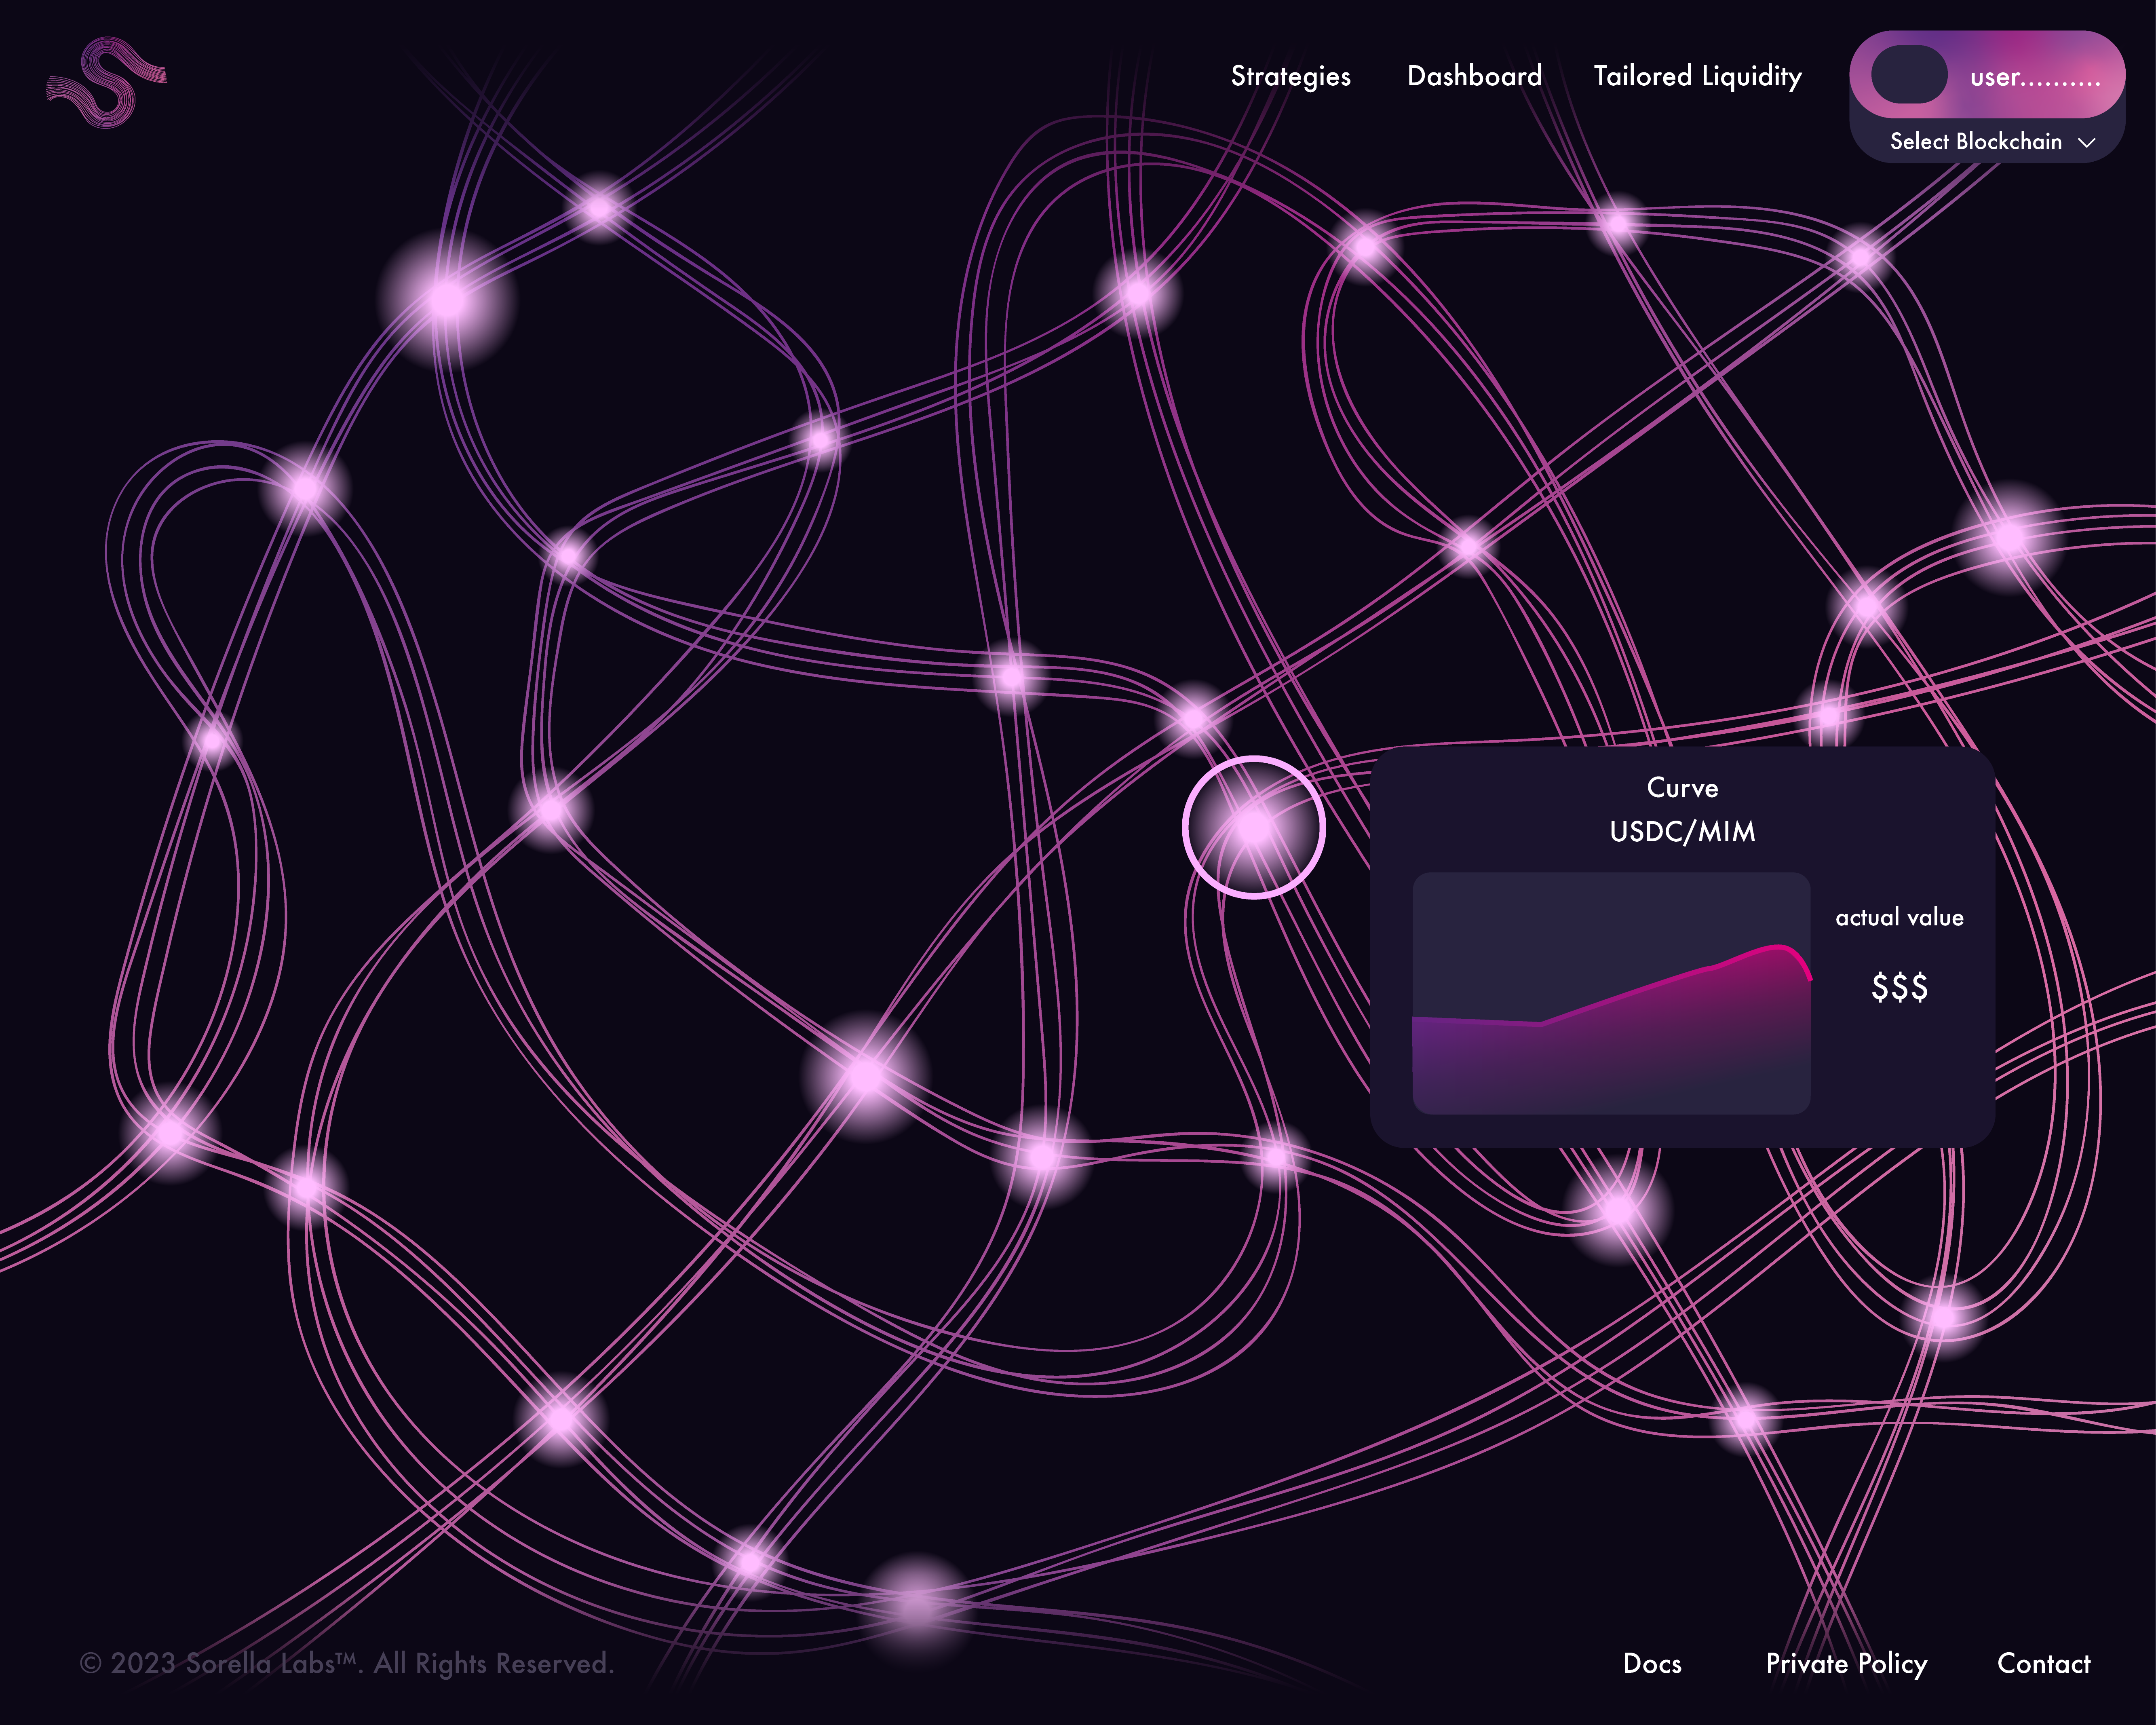 Strategies
Dashboard
Tailored Liquidity
user..........
Select Blockchain
Curve
USDC/MIM
actual value
$$$
© 2023 Sorella Labs™. All Rights Reserved.
Docs
Private Policy
Contact